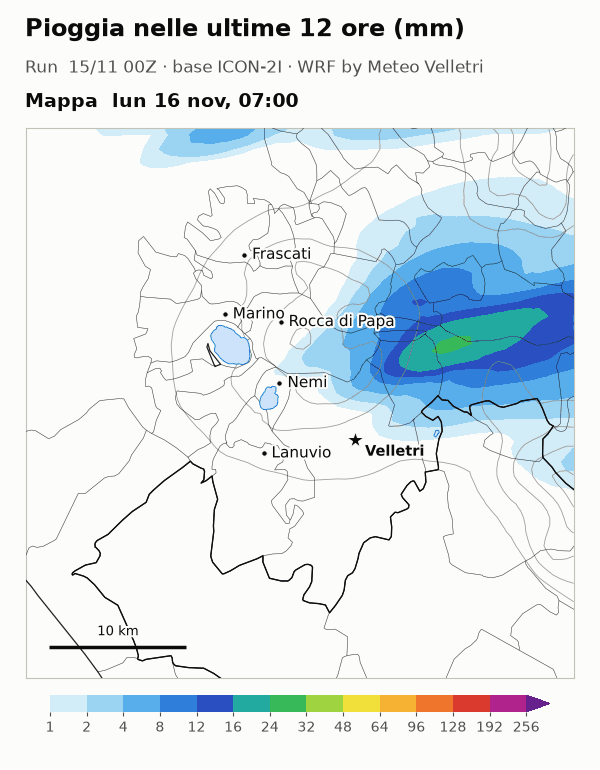 Pioggia nelle ultime 12 ore (mm)
Run  15/11 00Z · base ICON-2I · WRF by Meteo Velletri
Mappa  lun 16 nov, 07:00
Frascati
Marino
Rocca di Papa
Nemi
Velletri
Lanuvio
10 km
1 2 4 8 12 16 24 32 48 64 96 128 192 256